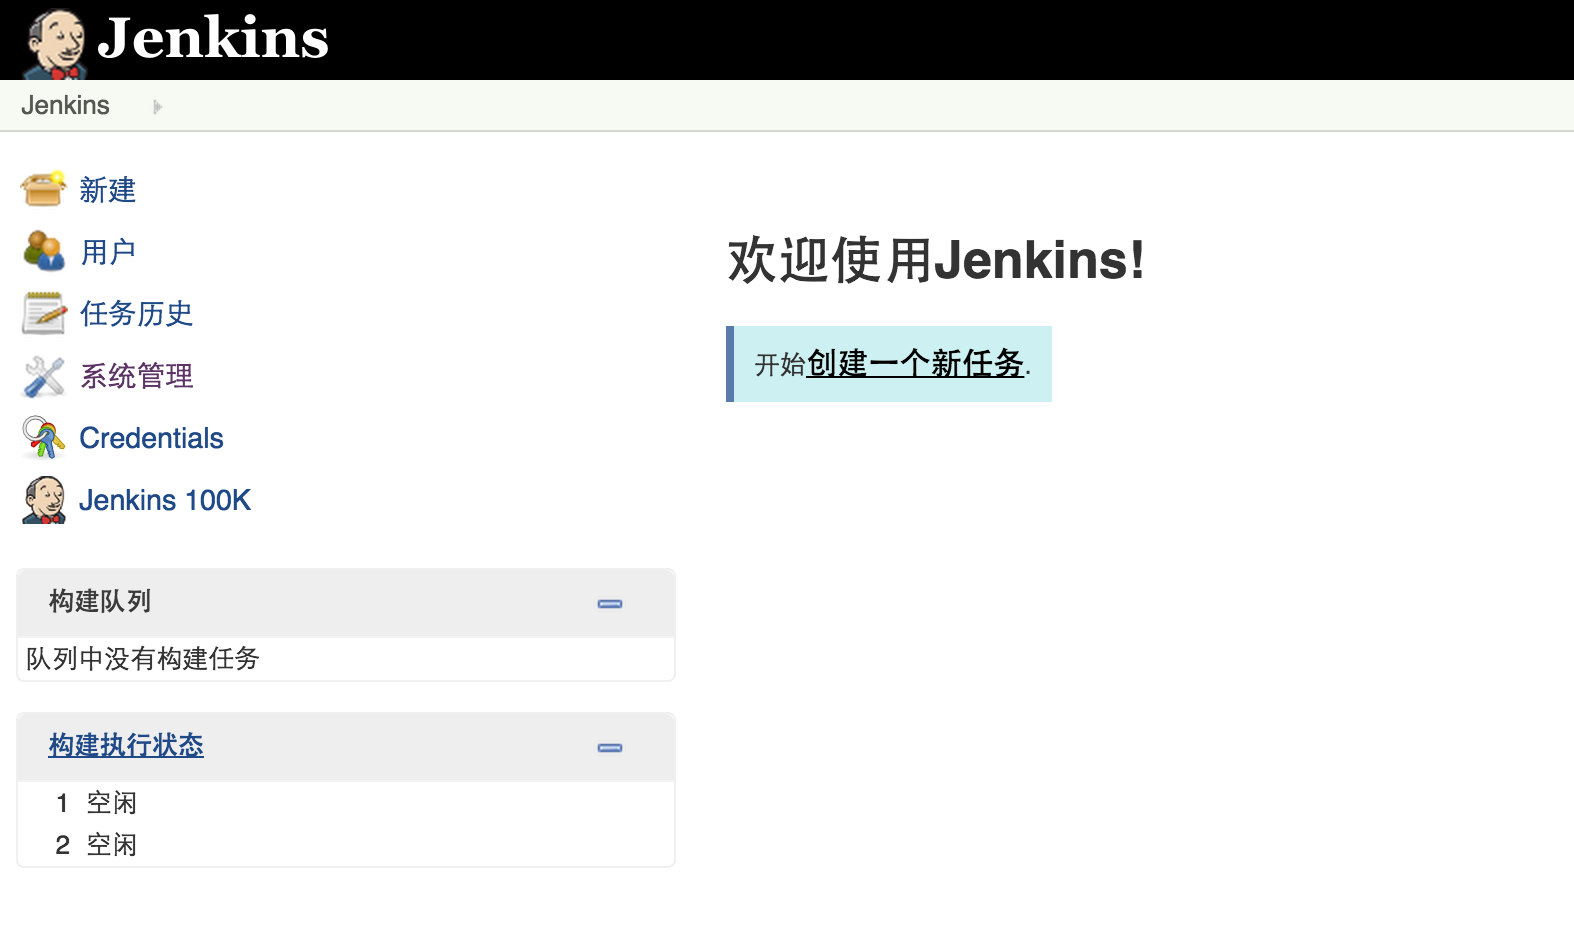 Jenkins
Jenkins
新建
用户
任务历史
系统管理
Credentials
Jenkins 100K
构建队列
队列中没有构建任务
构建执行状态
1 空闲
2 空闲
欢迎使用Jenkins!
开始创建一个新任务.